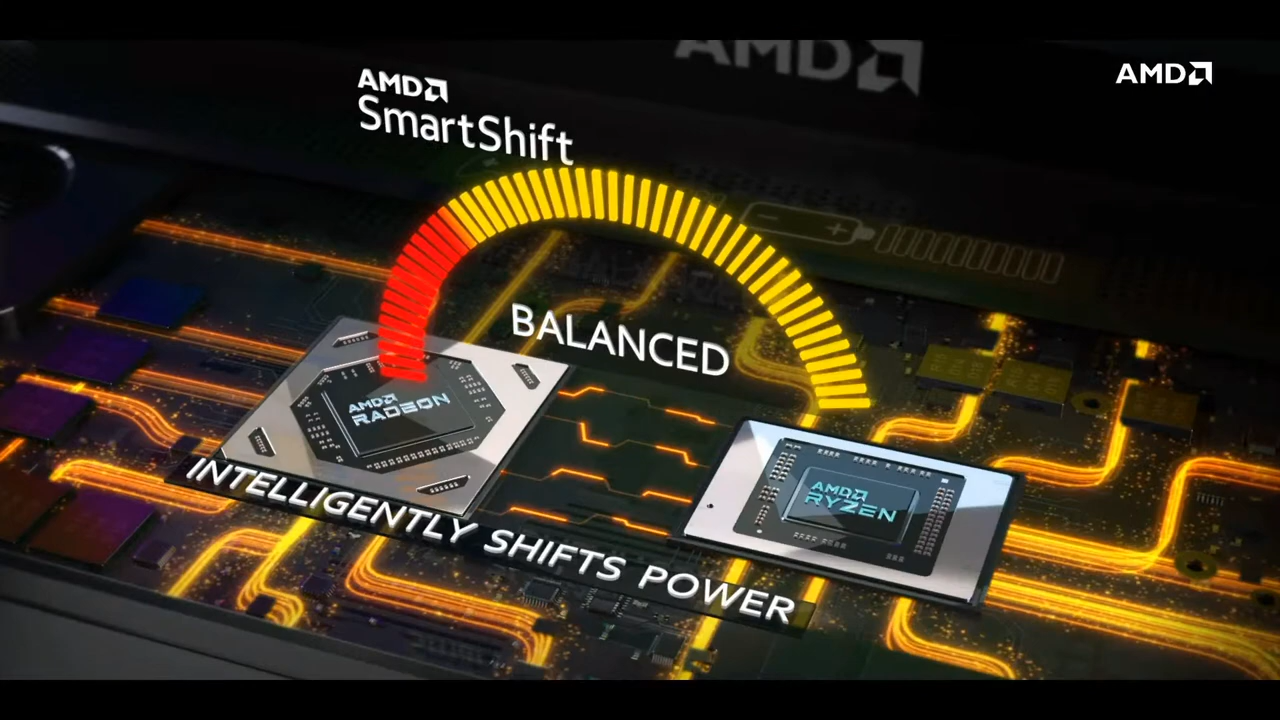 AMD
AMD
AMD
SmartShift
BALANCED
AMD
RADEON
AMD
RYZEN
INTELLIGENTLY SHIFTS POWER